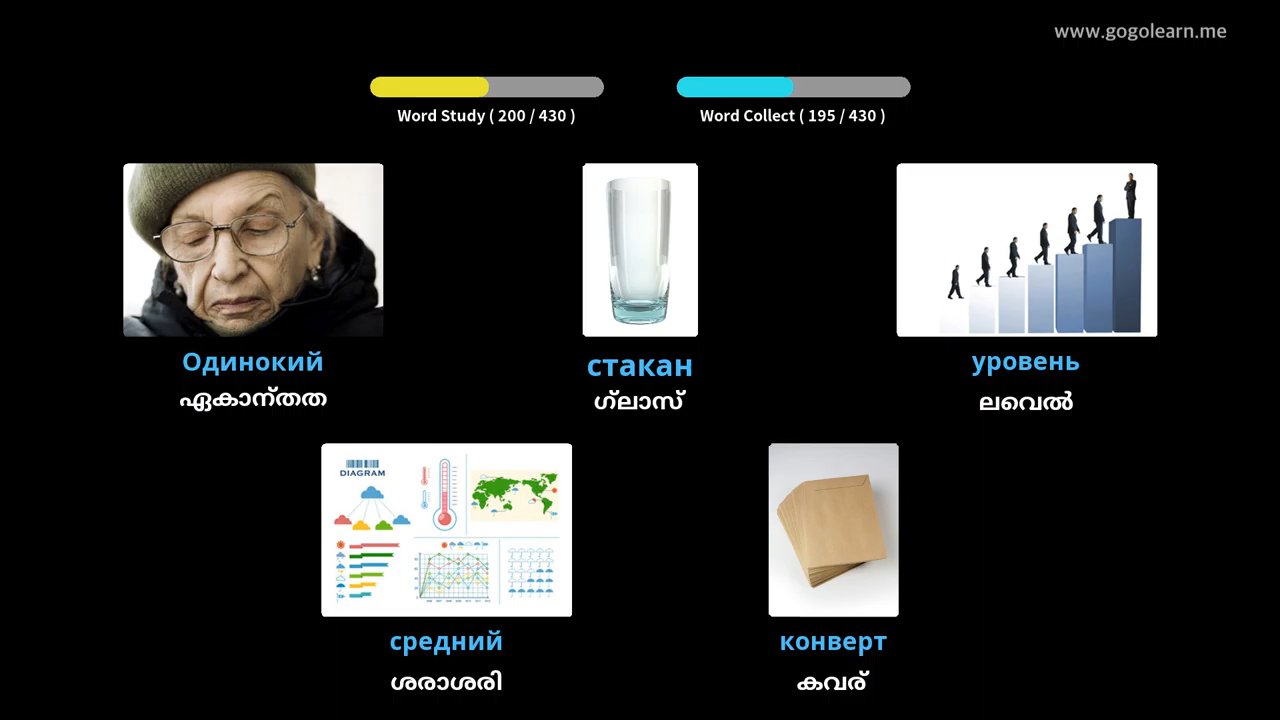 www.gogolearn.me
Word Study ( 200 / 430 )
Word Collect ( 195 / 430 )
Одинокий
ഏകാന്തത
стакан
ഗ്ലാസ്
уровень
ലവെൽ
DIAGRAM
средний
ശരാശരി
конверт
കവര്